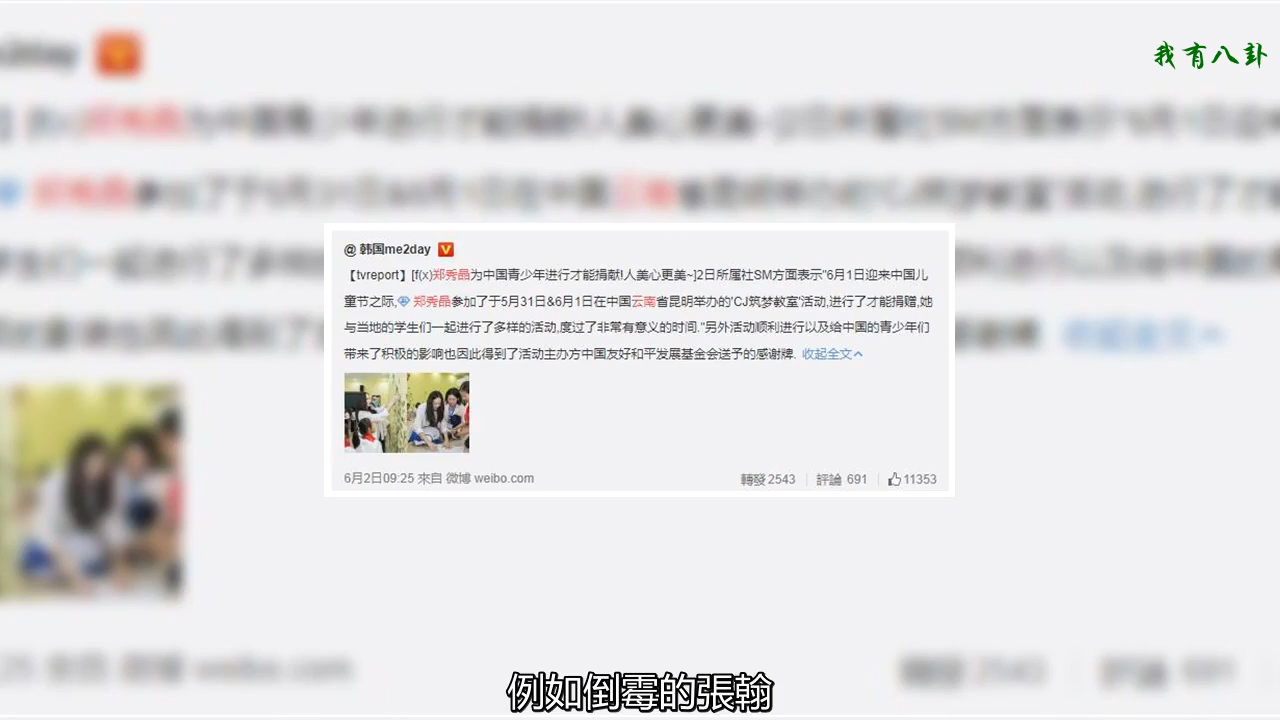 我有八卦
@ 韩国me2day
【tvreport】[f(x)郑秀晶为中国青少年进行才能捐献!人美心更美~]2日所属社SM方面表示"6月1日迎来中国儿
童节之际,郑秀晶参加了于5月31日&6月1日在中国云南省昆明举办的'CJ筑梦教室'活动,进行了才能捐赠,她
与当地的学生们一起进行了多样的活动,度过了非常有意义的时间."另外活动顺利进行以及给中国的青少年们
带来了积极的影响也因此得到了活动主办方中国友好和平发展基金会送予的感谢牌. 收起全文
6月2日09:25 來自 微博 weibo.com
轉發 2543 評論 691 11353
例如倒霉的張翰